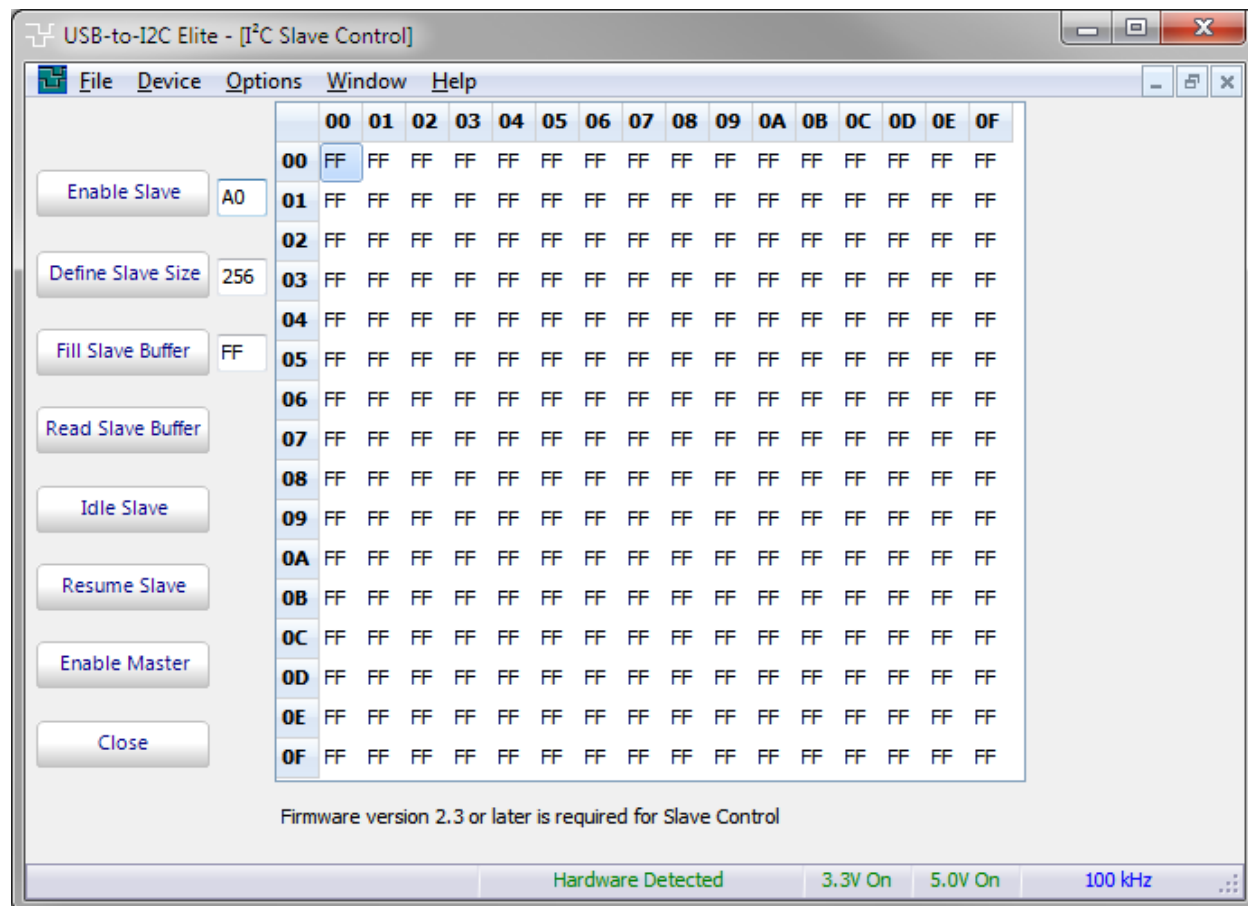 USB-to-I2C Elite - [I²C Slave Control]
File Device Options Window Help
00 01 02 03 04 05 06 07 08 09 0A 0B 0C 0D 0E 0F
00 FF FF FF FF FF FF FF FF FF FF FF FF FF FF FF FF
Enable Slave A0
01 FF FF FF FF FF FF FF FF FF FF FF FF FF FF FF FF
02 FF FF FF FF FF FF FF FF FF FF FF FF FF FF FF FF
Define Slave Size 256
03 FF FF FF FF FF FF FF FF FF FF FF FF FF FF FF FF
04 FF FF FF FF FF FF FF FF FF FF FF FF FF FF FF FF
Fill Slave Buffer FF
05 FF FF FF FF FF FF FF FF FF FF FF FF FF FF FF FF
06 FF FF FF FF FF FF FF FF FF FF FF FF FF FF FF FF
Read Slave Buffer
07 FF FF FF FF FF FF FF FF FF FF FF FF FF FF FF FF
08 FF FF FF FF FF FF FF FF FF FF FF FF FF FF FF FF
Idle Slave
09 FF FF FF FF FF FF FF FF FF FF FF FF FF FF FF FF
0A FF FF FF FF FF FF FF FF FF FF FF FF FF FF FF FF
Resume Slave
0B FF FF FF FF FF FF FF FF FF FF FF FF FF FF FF FF
0C FF FF FF FF FF FF FF FF FF FF FF FF FF FF FF FF
Enable Master
0D FF FF FF FF FF FF FF FF FF FF FF FF FF FF FF FF
0E FF FF FF FF FF FF FF FF FF FF FF FF FF FF FF FF
Close
0F FF FF FF FF FF FF FF FF FF FF FF FF FF FF FF FF
Firmware version 2.3 or later is required for Slave Control
Hardware Detected 3.3V On 5.0V On 100 kHz